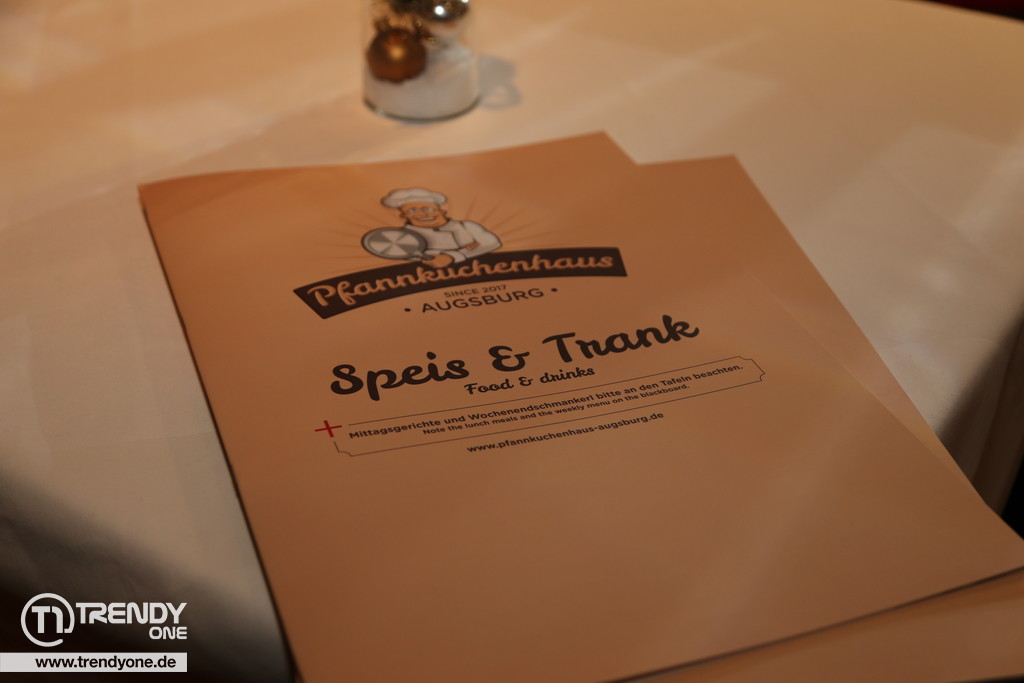 Pfannkuchenhaus
SINCE 2017
• AUGSBURG •
Speis & Trank
Food & drinks
Mittagsgerichte und Wochenendschmankerl bitte an den Tafeln beachten.
Note the lunch meals and the weekly menu on the blackboard.
www.pfannkuchenhaus-augsburg.de
T1 TRENDY
ONE
www.trendyone.de